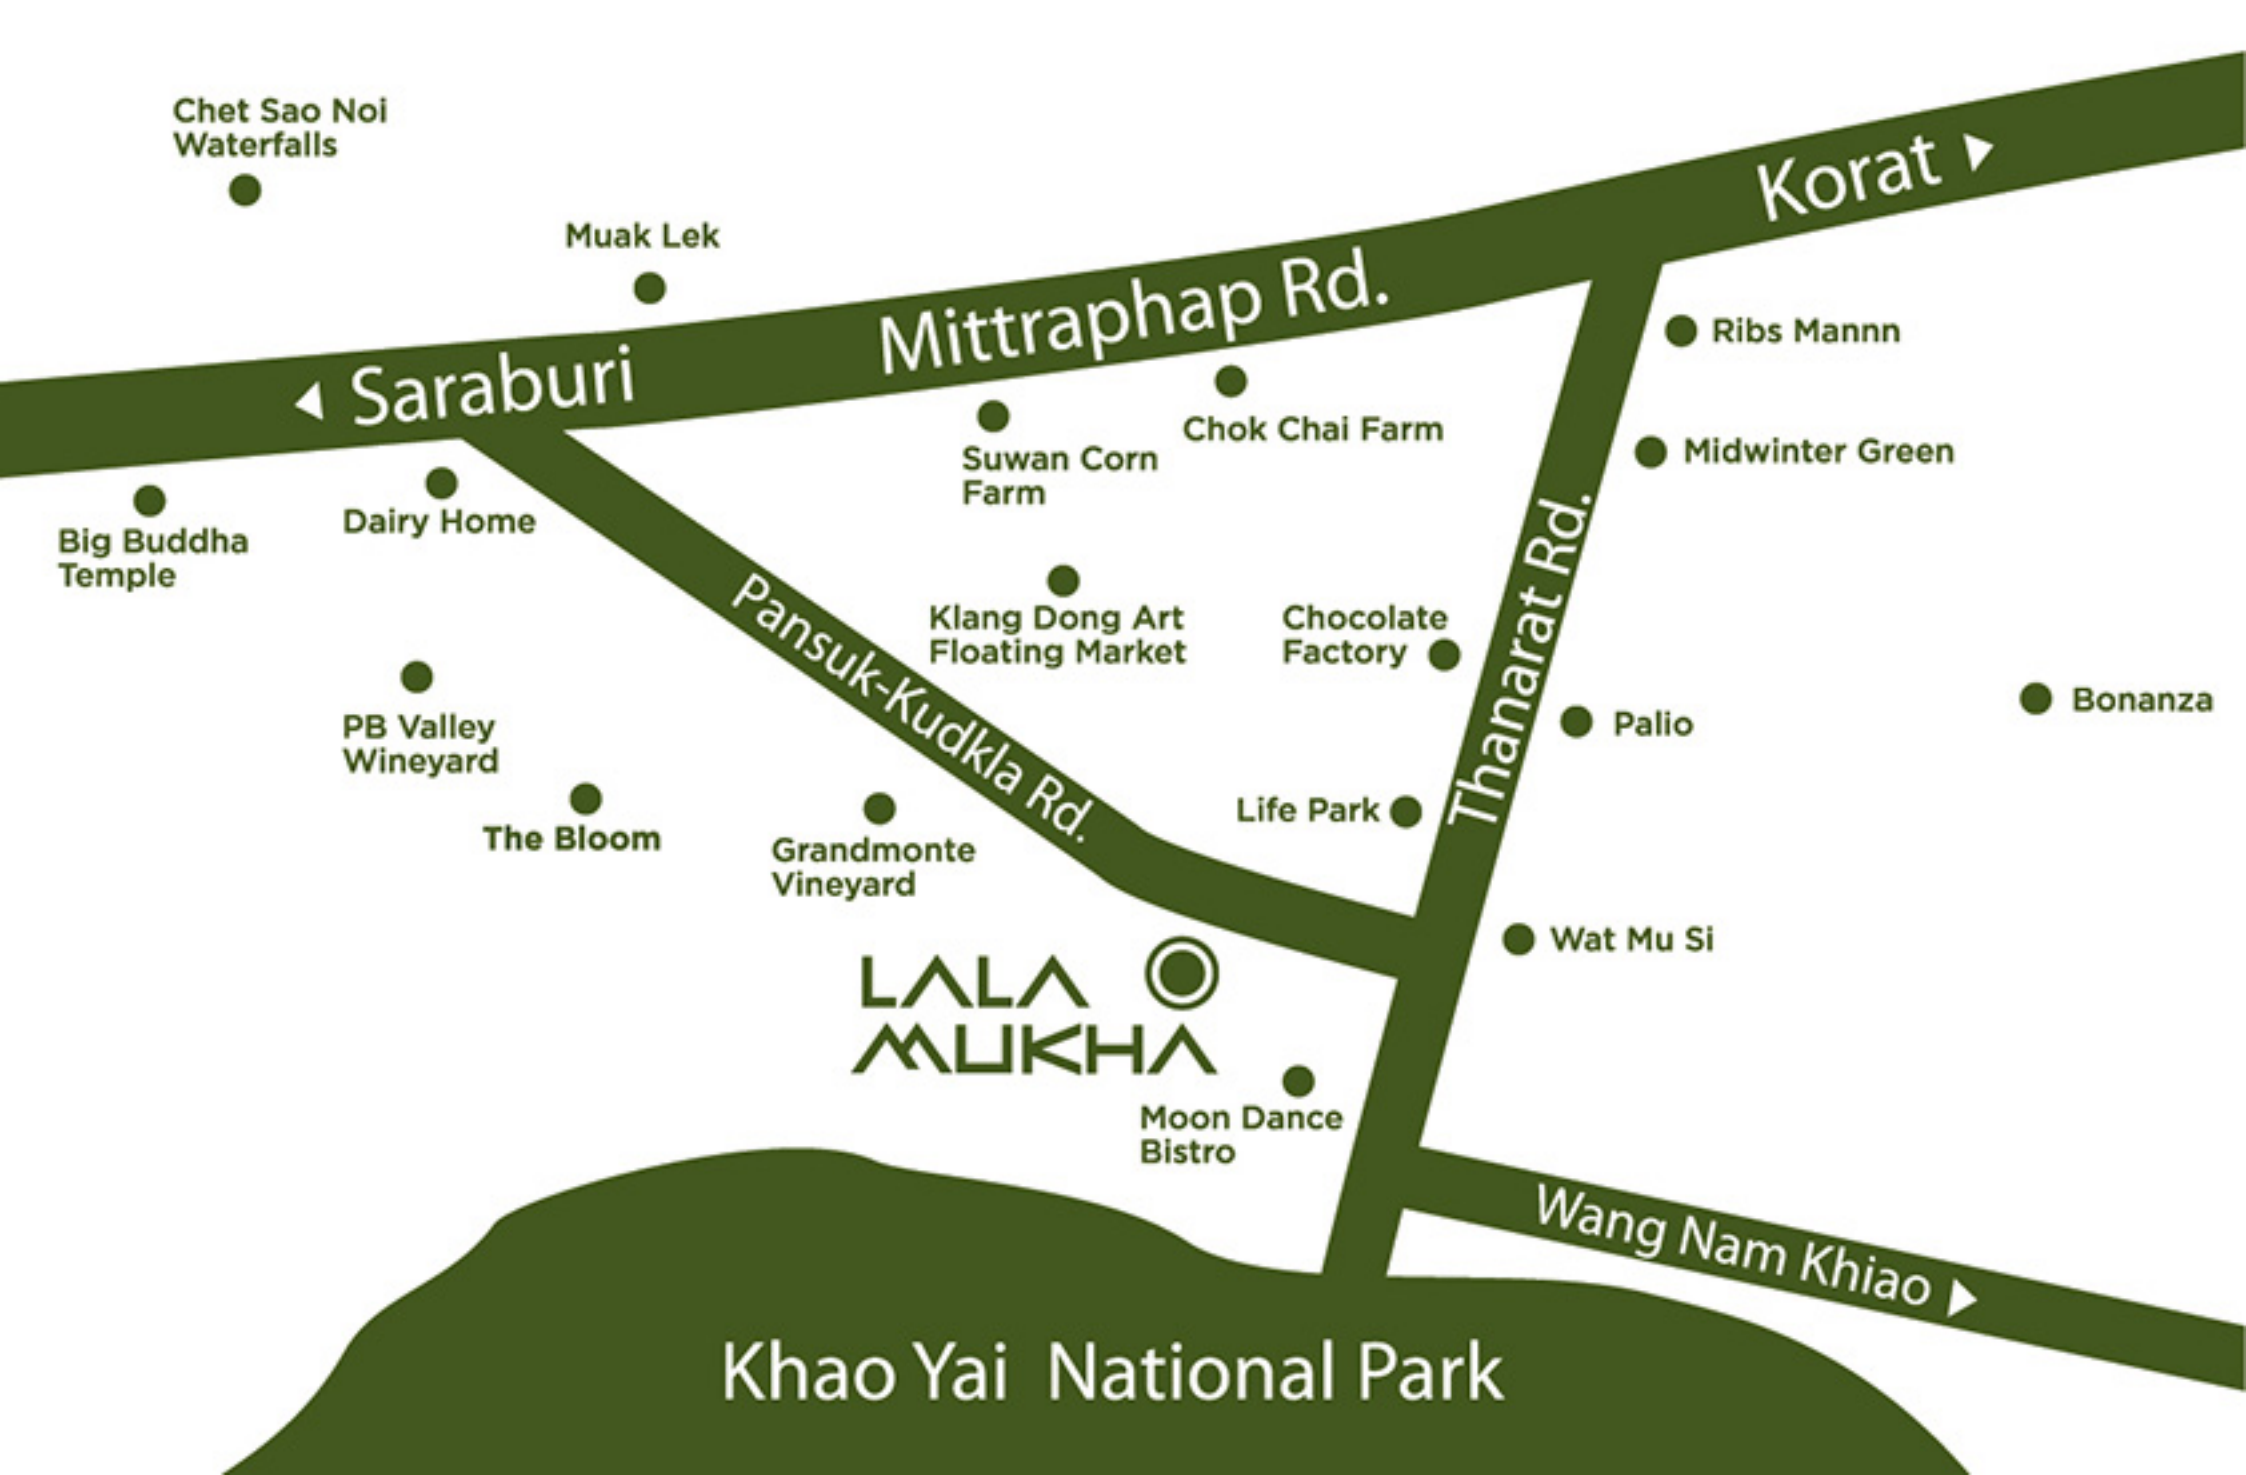 Chet Sao Noi
Waterfalls
Muak Lek
Korat
Mittraphap Rd.
Saraburi
Ribs Mannn
Midwinter Green
Chok Chai Farm
Suwan Corn
Farm
Dairy Home
Big Buddha
Temple
Thanarat Rd.
Pansuk-Kudkla Rd.
Klang Dong Art
Floating Market
Chocolate
Factory
Bonanza
Palio
PB Valley
Wineyard
The Bloom
Life Park
Grandmonte
Vineyard
Wat Mu Si
LALA
MUKHA
Moon Dance
Bistro
Wang Nam Khiao
Khao Yai National Park